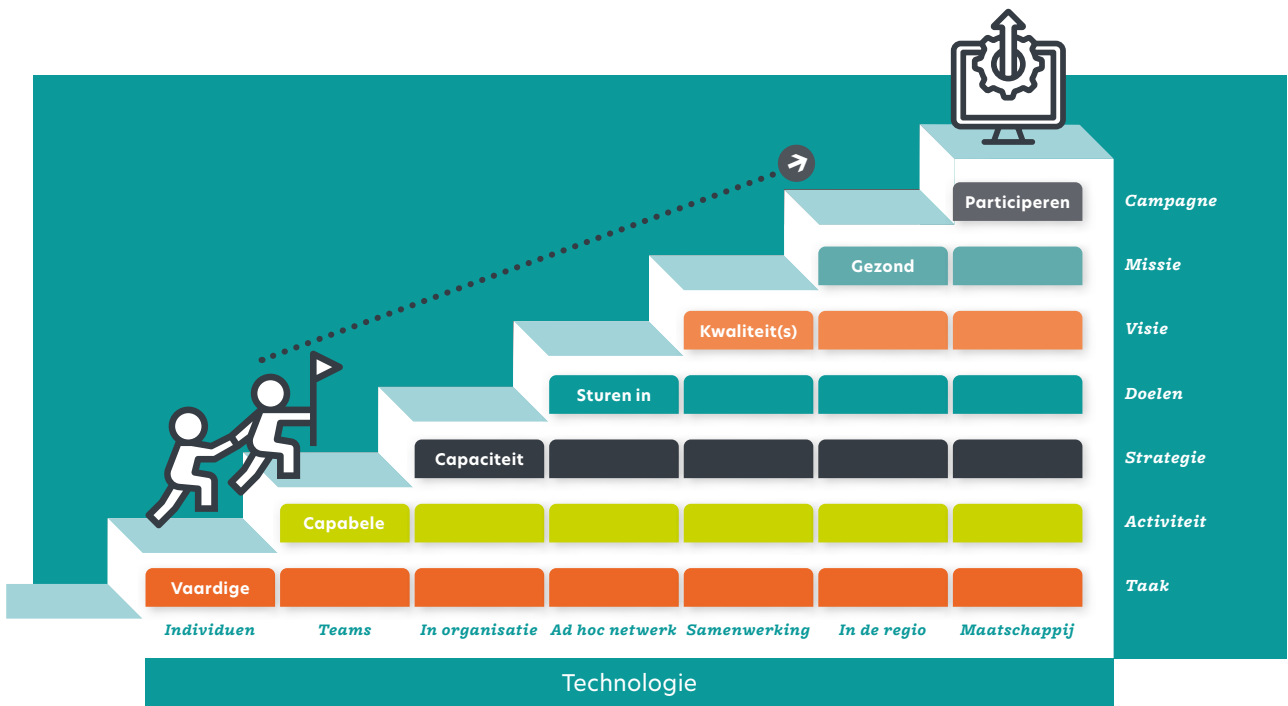 Participeren
Campagne
Gezond
Missie
Kwaliteit(s)
Visie
Sturen in
Doelen
Capaciteit
Strategie
Capabele
Activiteit
Vaardige
Taak
Individuen
Teams
In organisatie
Ad hoc netwerk
Samenwerking
In de regio
Maatschappij
Technologie